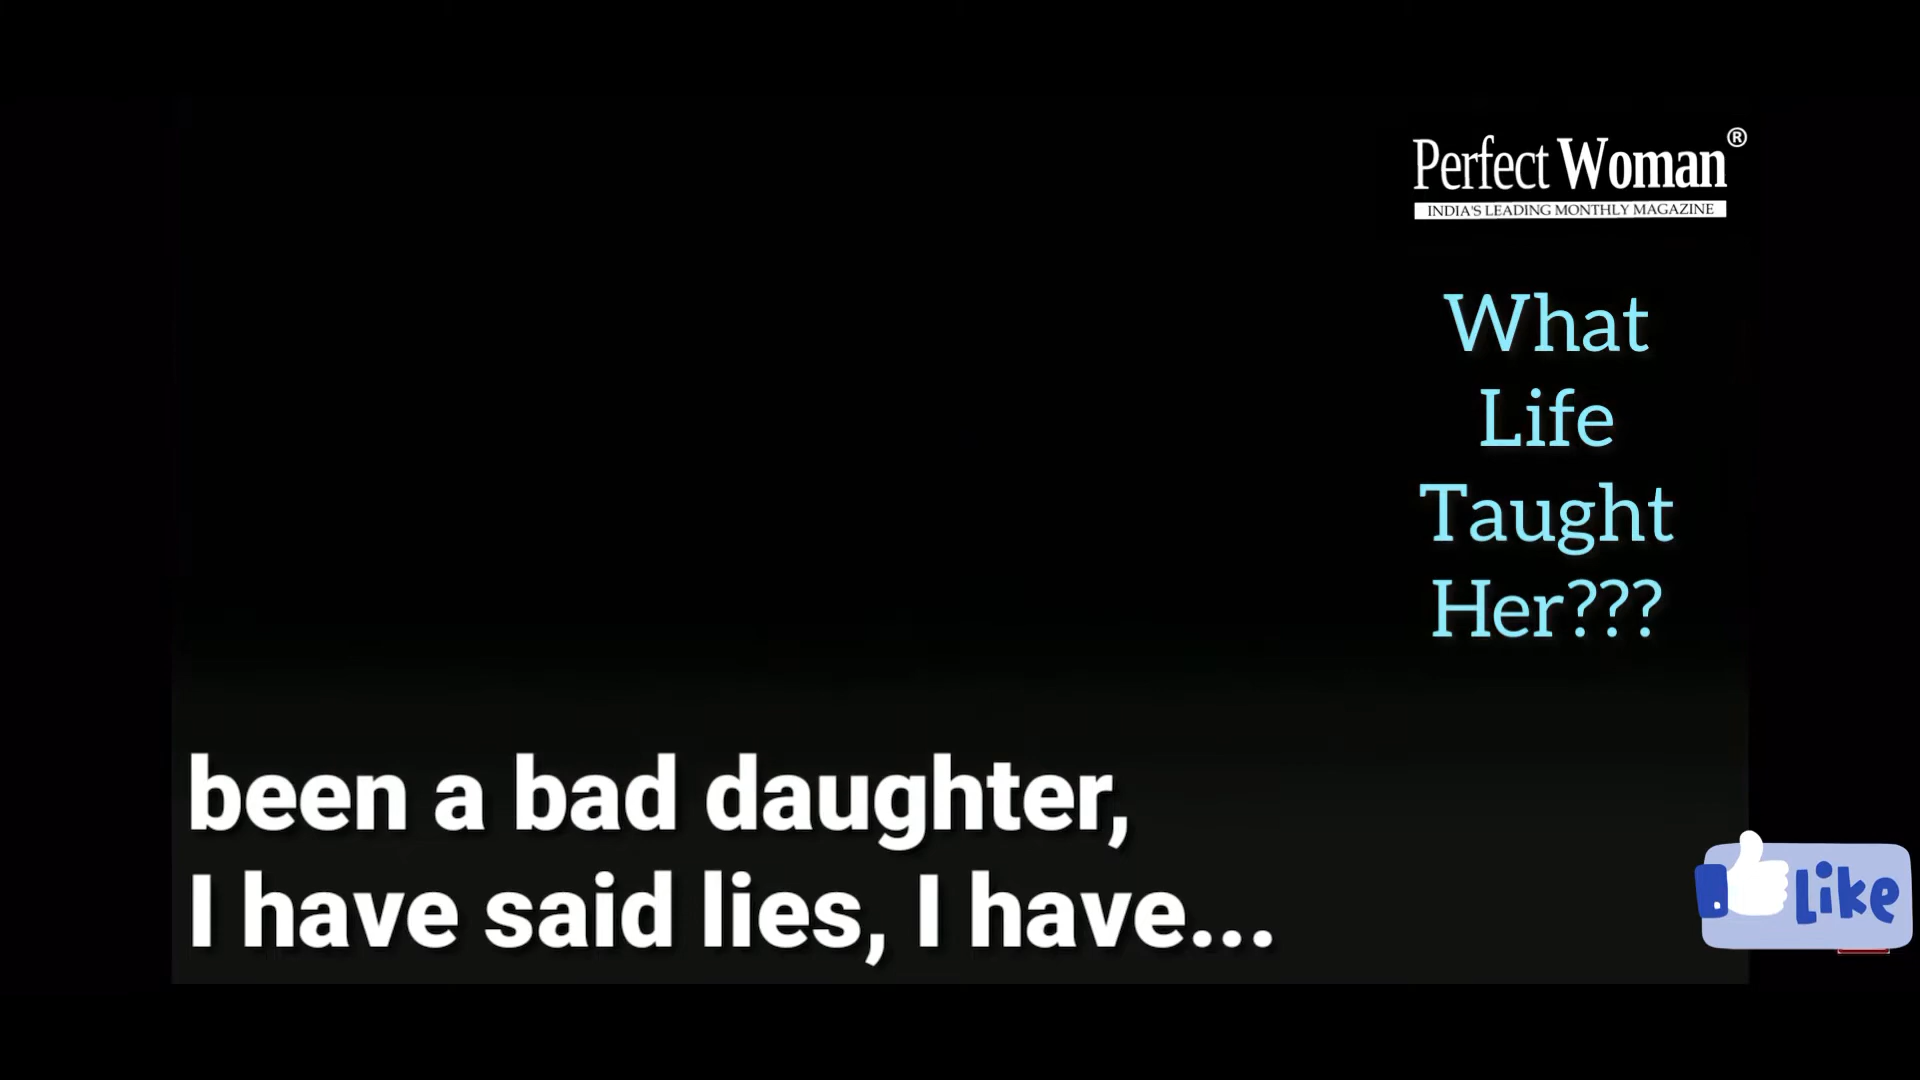 Perfect Woman®
INDIA'S LEADING MONTHLY MAGAZINE
What
Life
Taught
Her???
been a bad daughter,
I have said lies, I have...
Like